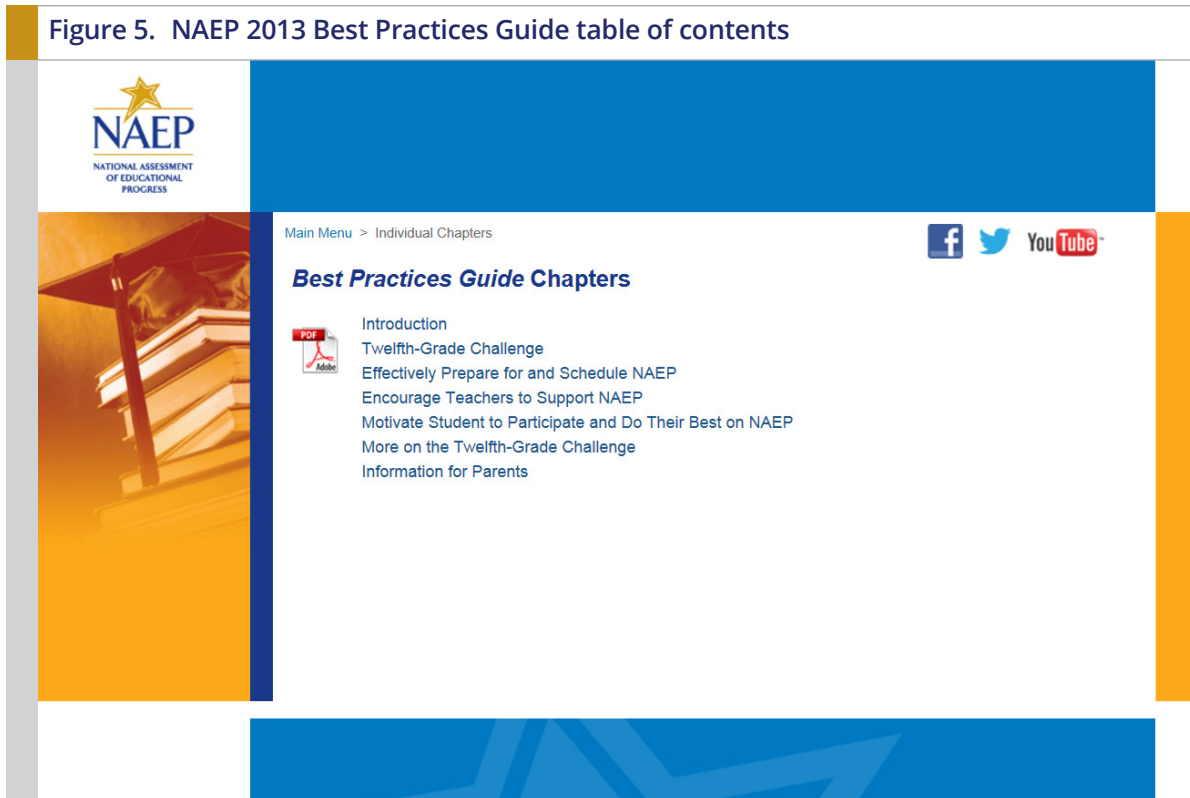 Figure 5. NAEP 2013 Best Practices Guide table of contents
NAEP
NATIONAL ASSESSMENT
OF EDUCATIONAL
PROGRESS
Main Menu > Individual Chapters
f
You Tube
Best Practices Guide Chapters
PDF
Adobe
Introduction
Twelfth-Grade Challenge
Effectively Prepare for and Schedule NAEP
Encourage Teachers to Support NAEP
Motivate Student to Participate and Do Their Best on NAEP
More on the Twelfth-Grade Challenge
Information for Parents